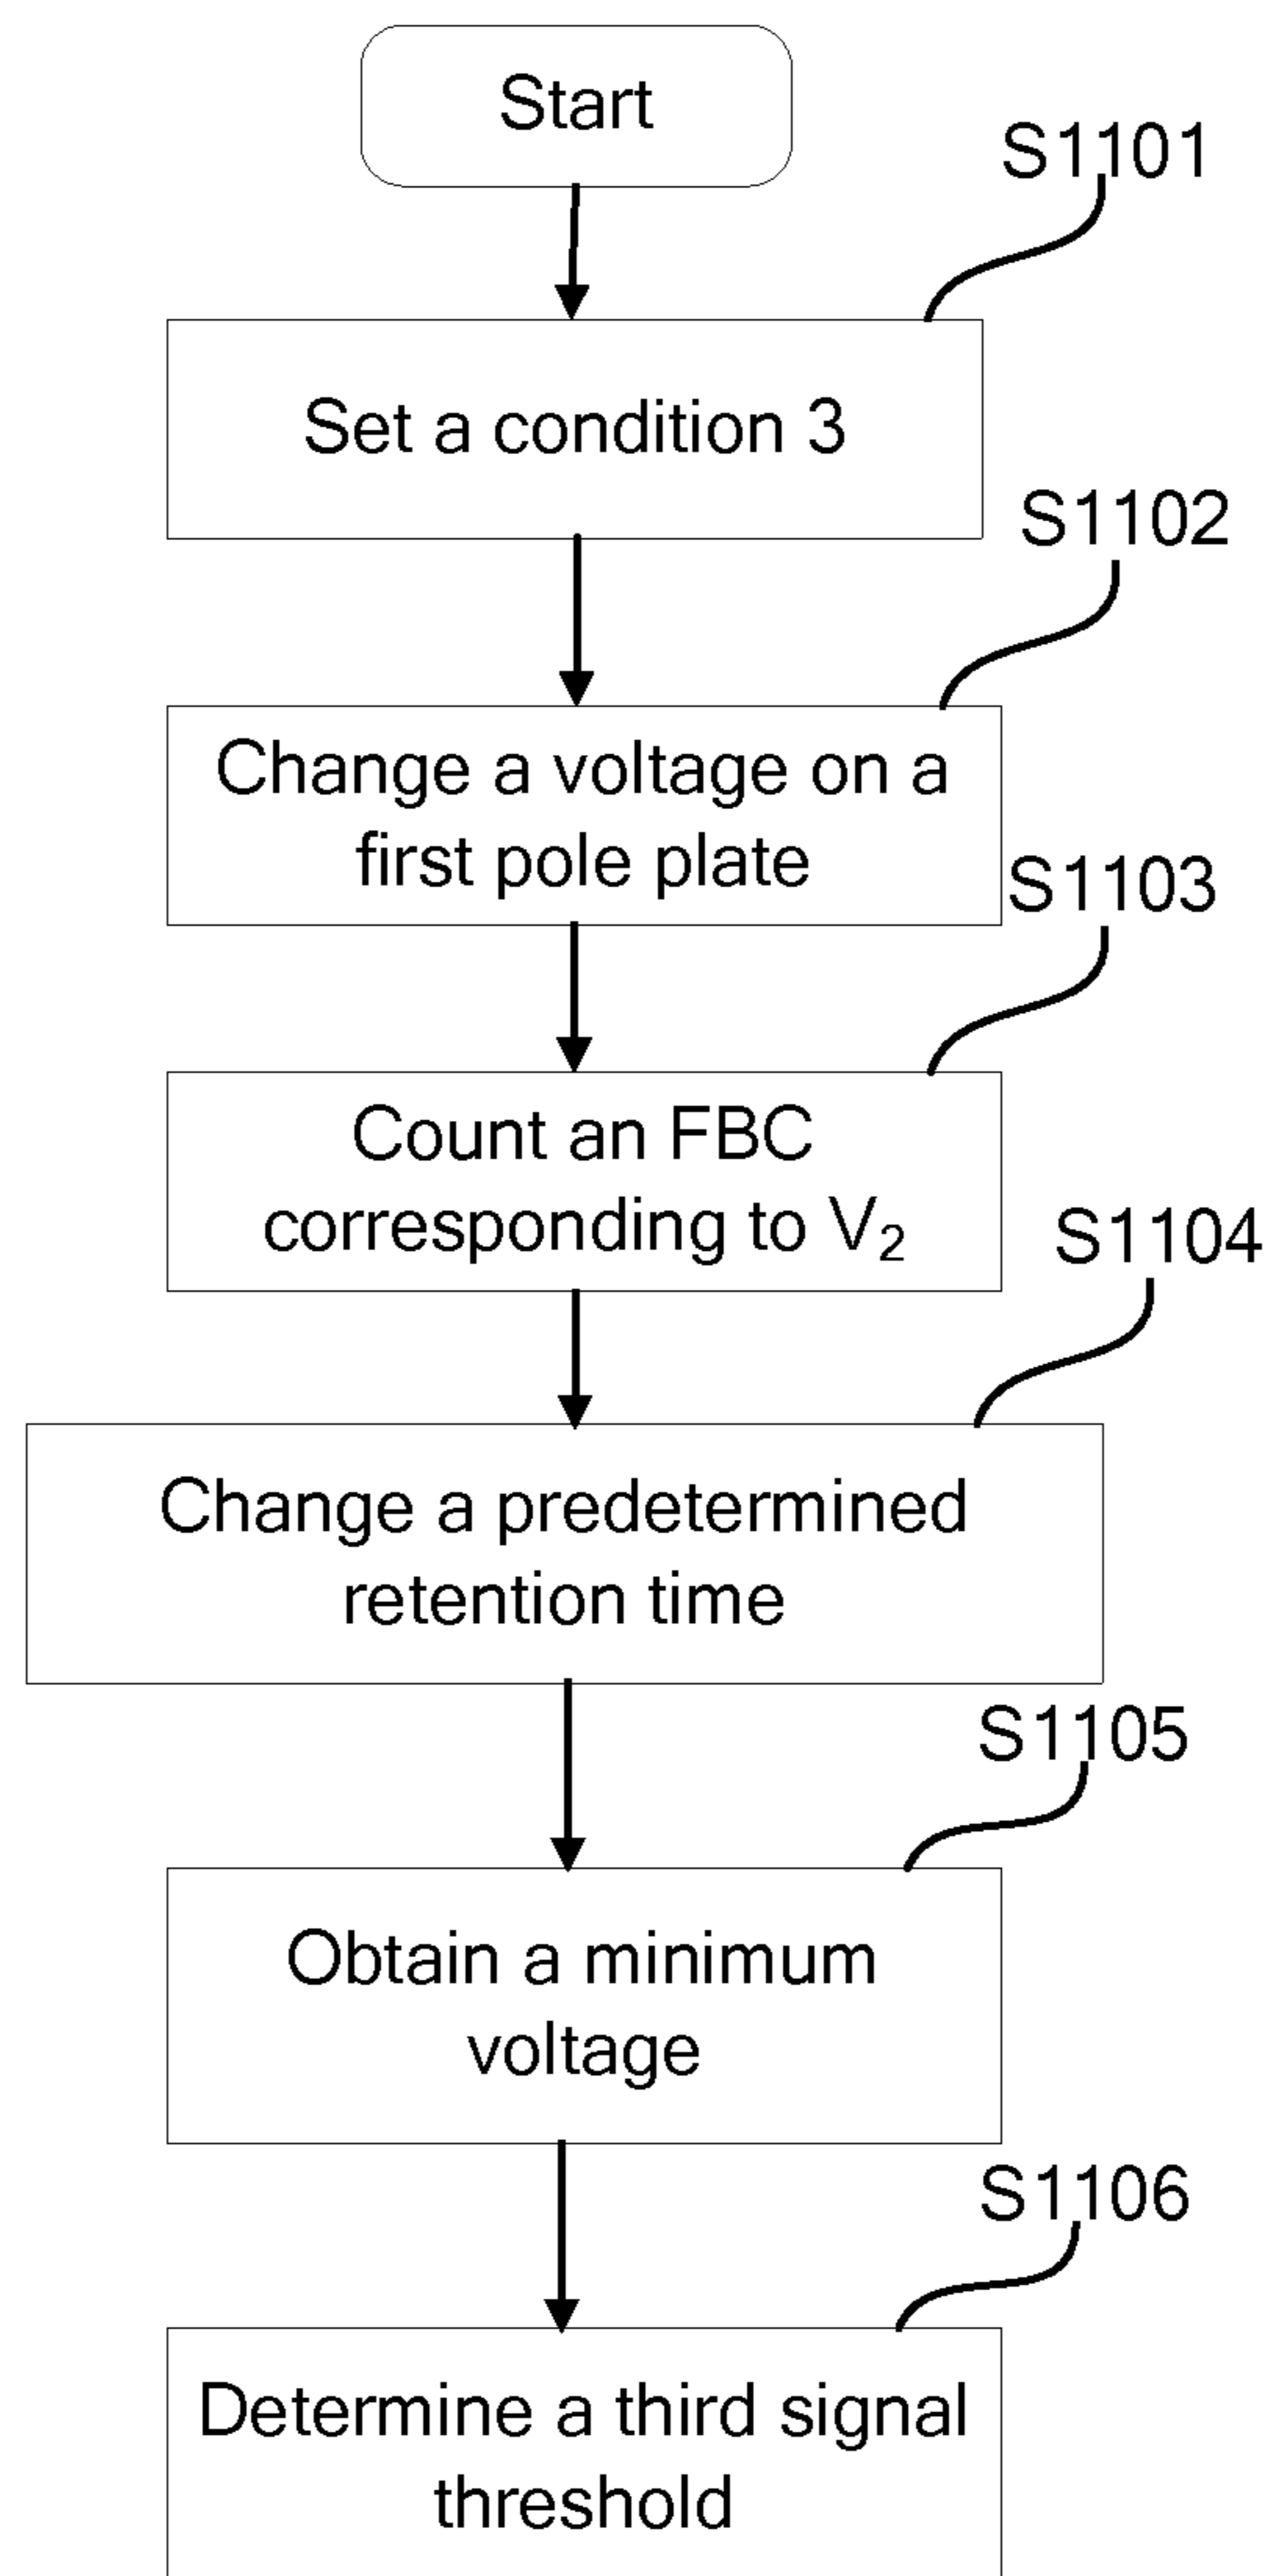 Start
S1101
Set a condition 3
S1102
Change a voltage on a
first pole plate
S1103
Count an FBC
corresponding to V₂
S1104
Change a predetermined
retention time
S1105
Obtain a minimum
voltage
S1106
Determine a third signal
threshold